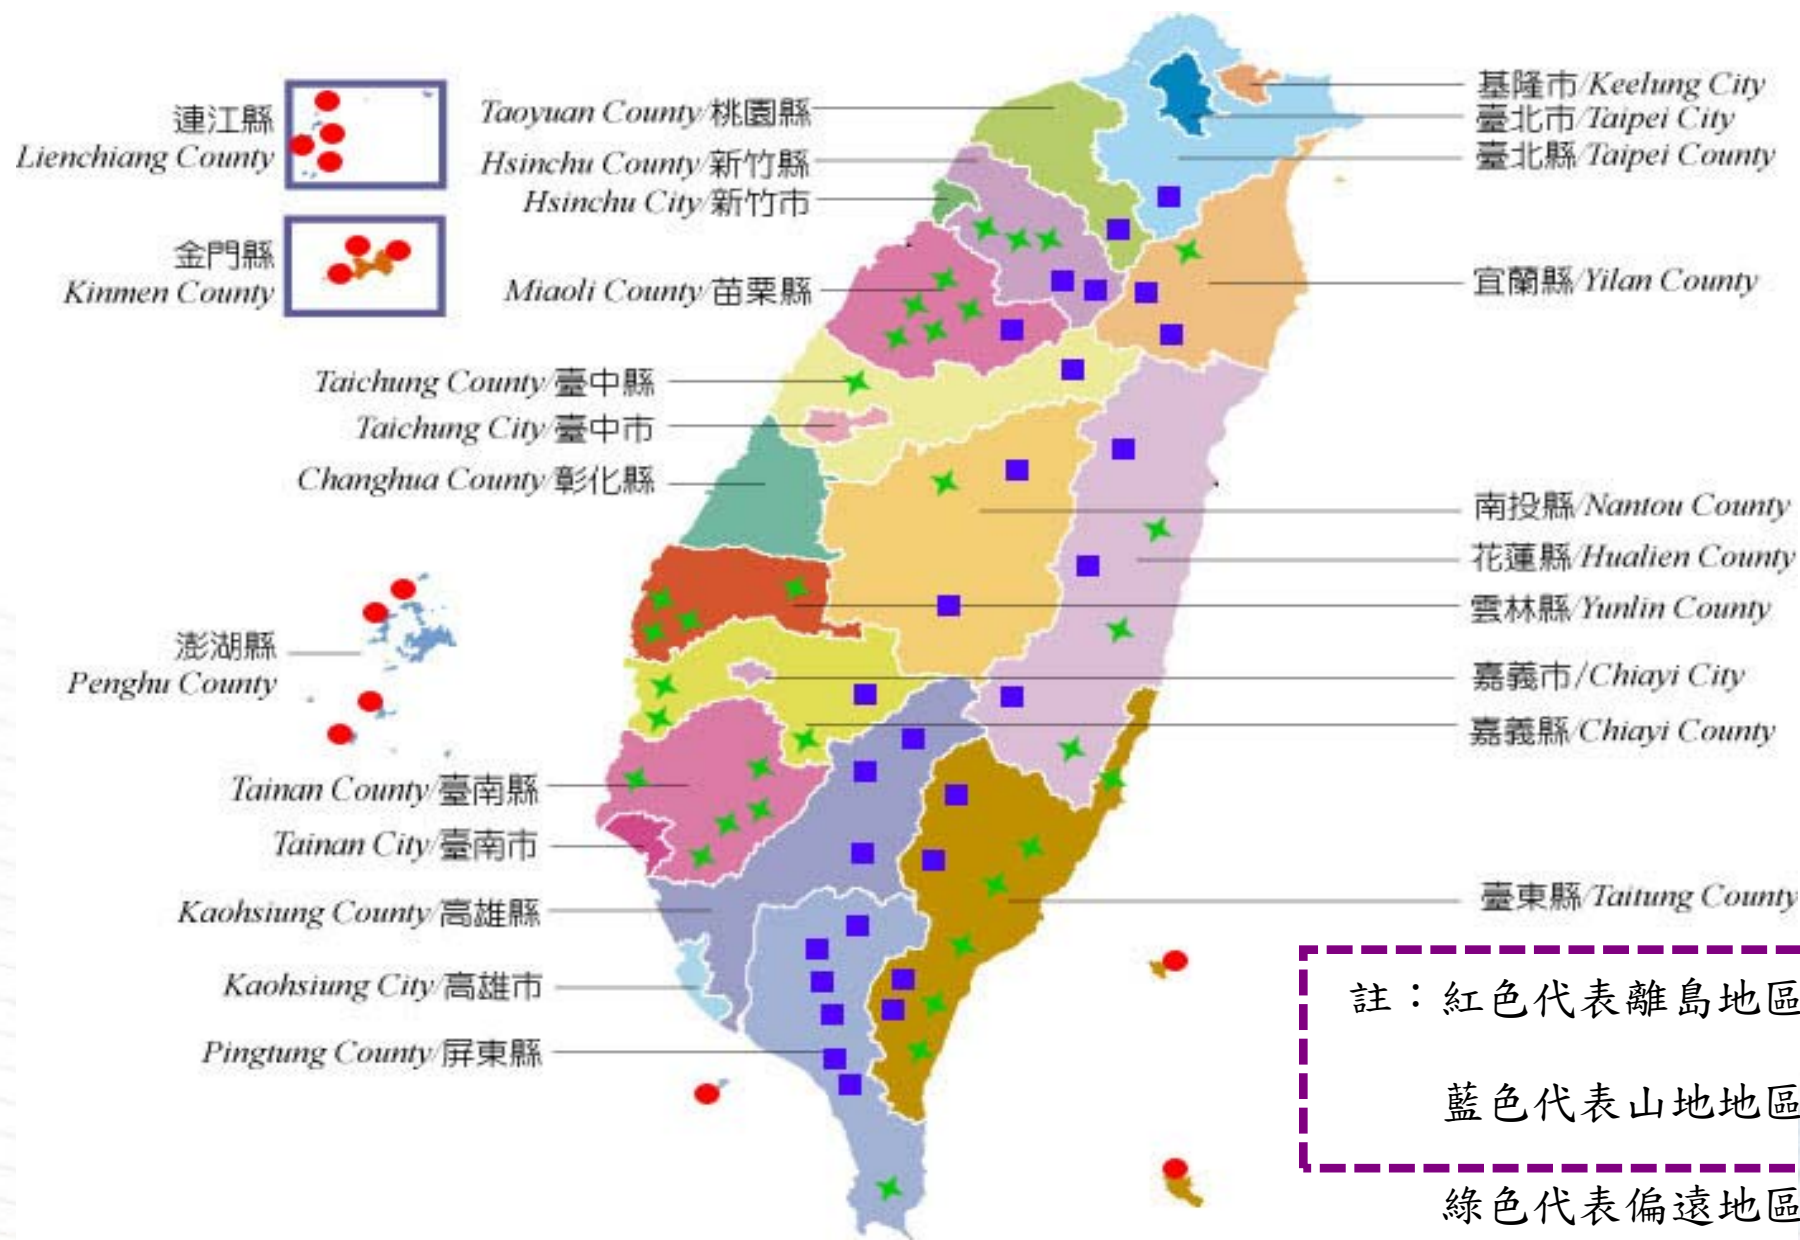 連江縣
Lienchiang County
金門縣
Kinmen County
Taoyuan County/桃園縣
Hsinchu County/新竹縣
Hsinchu City/新竹市
Miaoli County/苗栗縣
Taichung County/臺中縣
Taichung City/臺中市
Changhua County/彰化縣
澎湖縣
Penghu County
Tainan County/臺南縣
Tainan City/臺南市
Kaohsiung County/高雄縣
Kaohsiung City/高雄市
Pingtung County/屏東縣
基隆市/Keelung City
臺北市/Taipei City
臺北縣/Taipei County
宜蘭縣/Yilan County
南投縣/Nantou County
花蓮縣/Hualien County
雲林縣/Yunlin County
嘉義市/Chiayi City
嘉義縣/Chiayi County
臺東縣/Taitung County
註：紅色代表離島地區
藍色代表山地地區
綠色代表偏遠地區